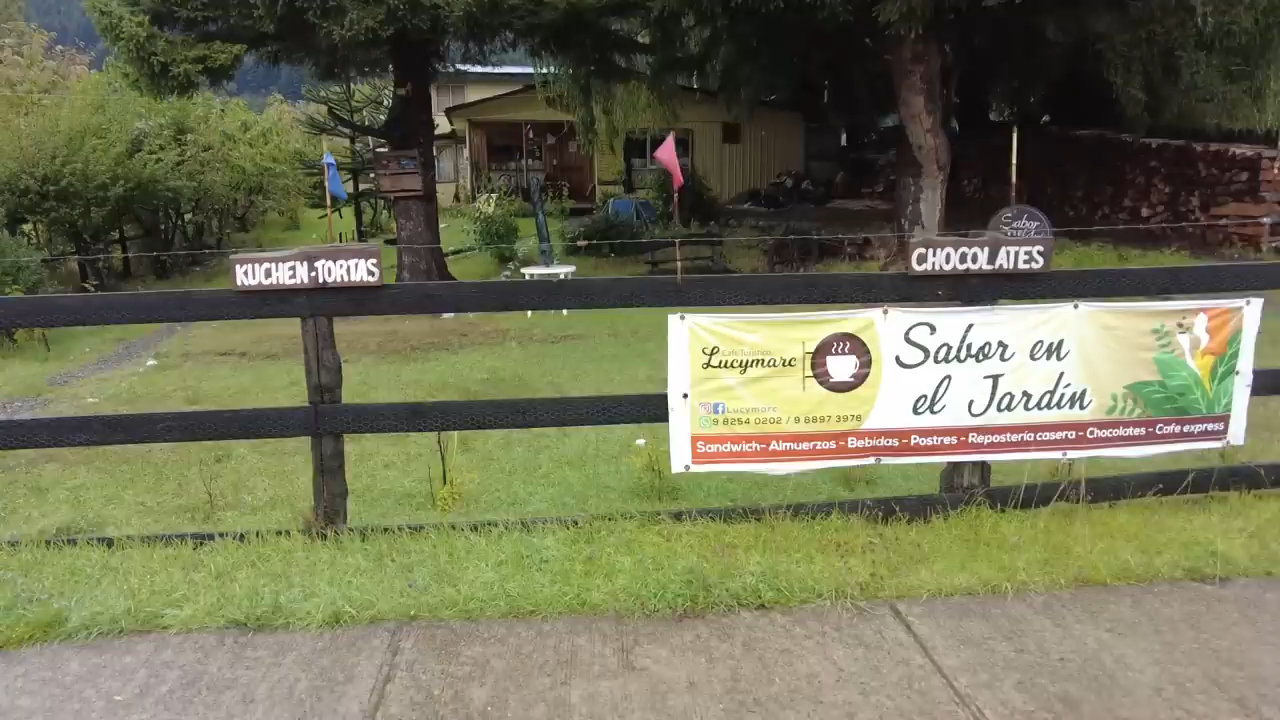 KUCHEN-TORTAS
Sabor
CHOCOLATES
Café Turístico
Lucymarc
Lucymarc
9 8254 0202 / 9 8897 3978
Sabor en
el Jardín
Sandwich- Almuerzos - Bebidas - Postres - Repostería casera - Chocolates - Cafe express